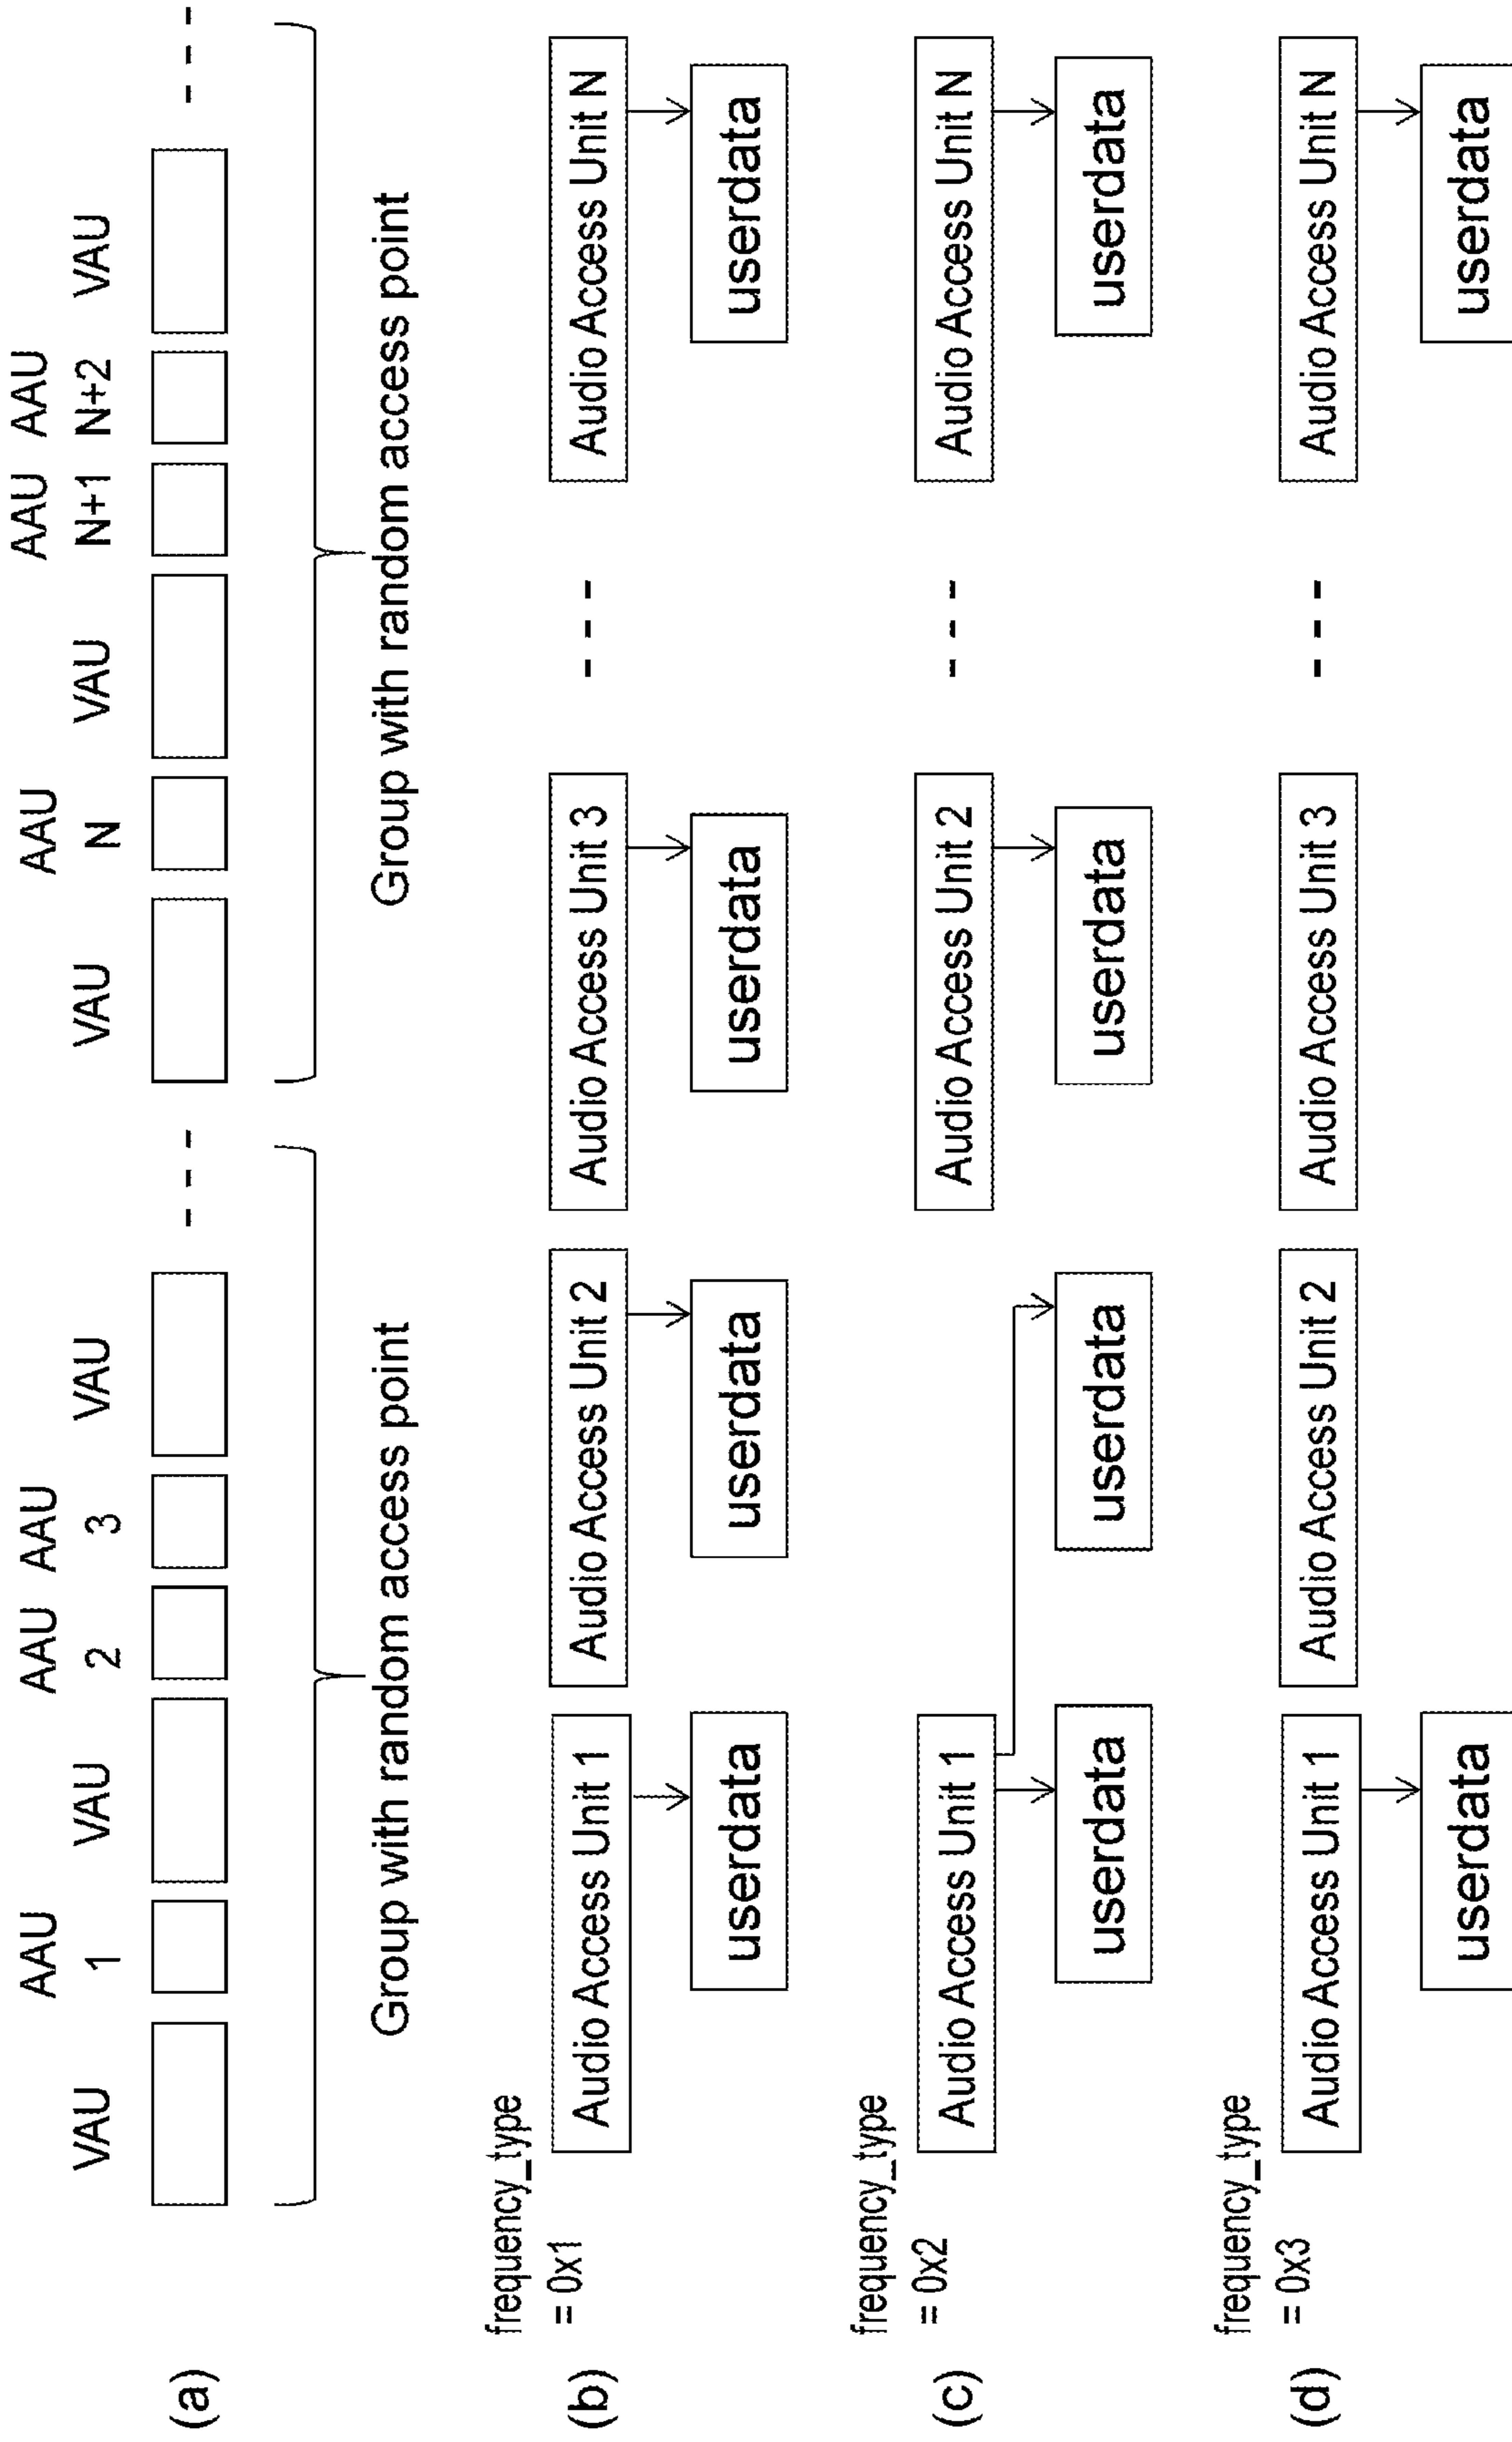 (a)
VAU
AAU
1
VAU
AAU
2
AAU
3
VAU
VAU
AAU
N
VAU
AAU
N+1
AAU
N+2
VAU
Group with random access point
Group with random access point
(b)
frequency_type
= 0x1
Audio Access Unit 1
Audio Access Unit 2
Audio Access Unit 3
Audio Access Unit N
userdata
userdata
userdata
userdata
(c)
frequency_type
= 0x2
Audio Access Unit 1
Audio Access Unit 2
Audio Access Unit N
userdata
userdata
userdata
userdata
(d)
frequency_type
= 0x3
Audio Access Unit 1
Audio Access Unit 2
Audio Access Unit 3
Audio Access Unit N
userdata
userdata